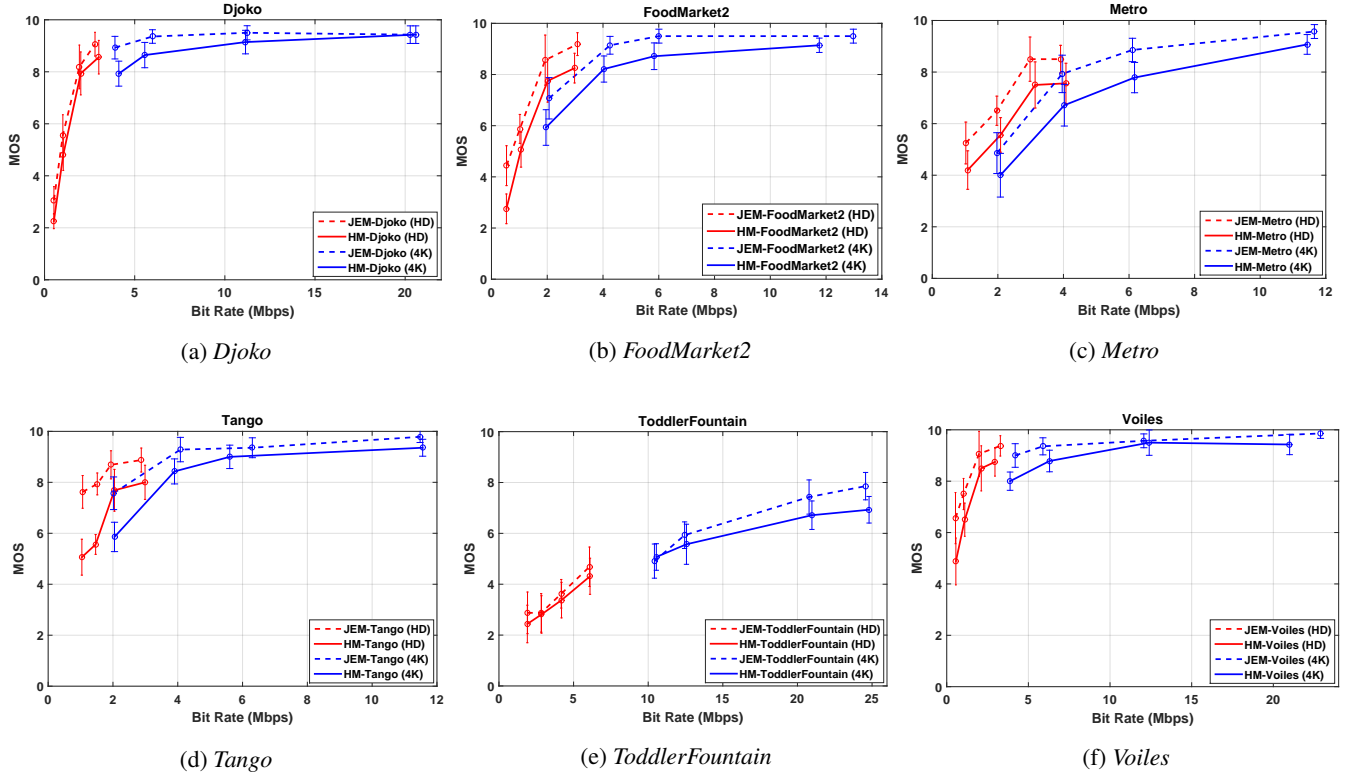 Djoko
MOS
10
8
6
4
2
0
JEM-Djoko (HD)
HM-Djoko (HD)
JEM-Djoko (4K)
HM-Djoko (4K)
0 5 10 15 20
Bit Rate (Mbps)
(a) Djoko
FoodMarket2
MOS
10
8
6
4
2
0
JEM-FoodMarket2 (HD)
HM-FoodMarket2 (HD)
JEM-FoodMarket2 (4K)
HM-FoodMarket2 (4K)
0 2 4 6 8 10 12 14
Bit Rate (Mbps)
(b) FoodMarket2
Metro
MOS
10
8
6
4
2
0
JEM-Metro (HD)
HM-Metro (HD)
JEM-Metro (4K)
HM-Metro (4K)
0 2 4 6 8 10 12
Bit Rate (Mbps)
(c) Metro
Tango
MOS
10
8
6
4
2
0
JEM-Tango (HD)
HM-Tango (HD)
JEM-Tango (4K)
HM-Tango (4K)
0 2 4 6 8 10 12
Bit Rate (Mbps)
(d) Tango
ToddlerFountain
MOS
10
8
6
4
2
0
JEM-ToddlerFountain (HD)
HM-ToddlerFountain (HD)
JEM-ToddlerFountain (4K)
HM-ToddlerFountain (4K)
0 5 10 15 20 25
Bit Rate (Mbps)
(e) ToddlerFountain
Voiles
MOS
10
8
6
4
2
0
JEM-Voiles (HD)
HM-Voiles (HD)
JEM-Voiles (4K)
HM-Voiles (4K)
0 5 10 15 20
Bit Rate (Mbps)
(f) Voiles